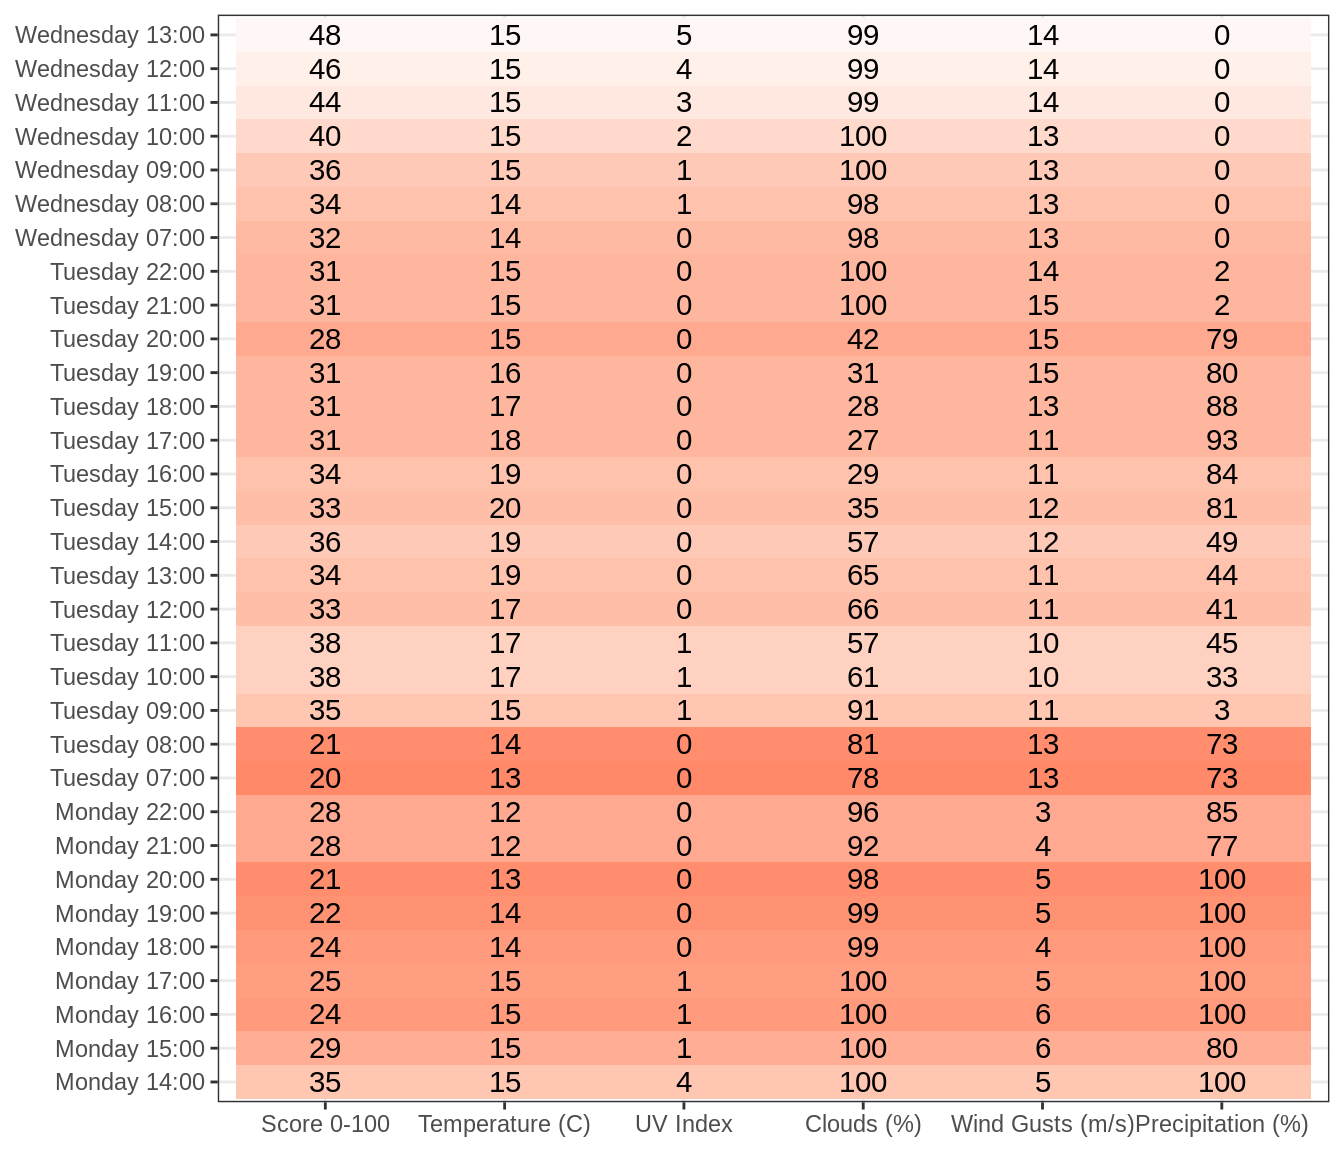 Wednesday 13:00 48 15 5 99 14 0
Wednesday 12:00 46 15 4 99 14 0
Wednesday 11:00 44 15 3 99 14 0
Wednesday 10:00 40 15 2 100 13 0
Wednesday 09:00 36 15 1 100 13 0
Wednesday 08:00 34 14 1 98 13 0
Wednesday 07:00 32 14 0 98 13 0
Tuesday 22:00 31 15 0 100 14 2
Tuesday 21:00 31 15 0 100 15 2
Tuesday 20:00 28 15 0 42 15 79
Tuesday 19:00 31 16 0 31 15 80
Tuesday 18:00 31 17 0 28 13 88
Tuesday 17:00 31 18 0 27 11 93
Tuesday 16:00 34 19 0 29 11 84
Tuesday 15:00 33 20 0 35 12 81
Tuesday 14:00 36 19 0 57 12 49
Tuesday 13:00 34 19 0 65 11 44
Tuesday 12:00 33 17 0 66 11 41
Tuesday 11:00 38 17 1 57 10 45
Tuesday 10:00 38 17 1 61 10 33
Tuesday 09:00 35 15 1 91 11 3
Tuesday 08:00 21 14 0 81 13 73
Tuesday 07:00 20 13 0 78 13 73
Monday 22:00 28 12 0 96 3 85
Monday 21:00 28 12 0 92 4 77
Monday 20:00 21 13 0 98 5 100
Monday 19:00 22 14 0 99 5 100
Monday 18:00 24 14 0 99 4 100
Monday 17:00 25 15 1 100 5 100
Monday 16:00 24 15 1 100 6 100
Monday 15:00 29 15 1 100 6 80
Monday 14:00 35 15 4 100 5 100
Score 0-100 Temperature (C) UV Index Clouds (%) Wind Gusts (m/s) Precipitation (%)